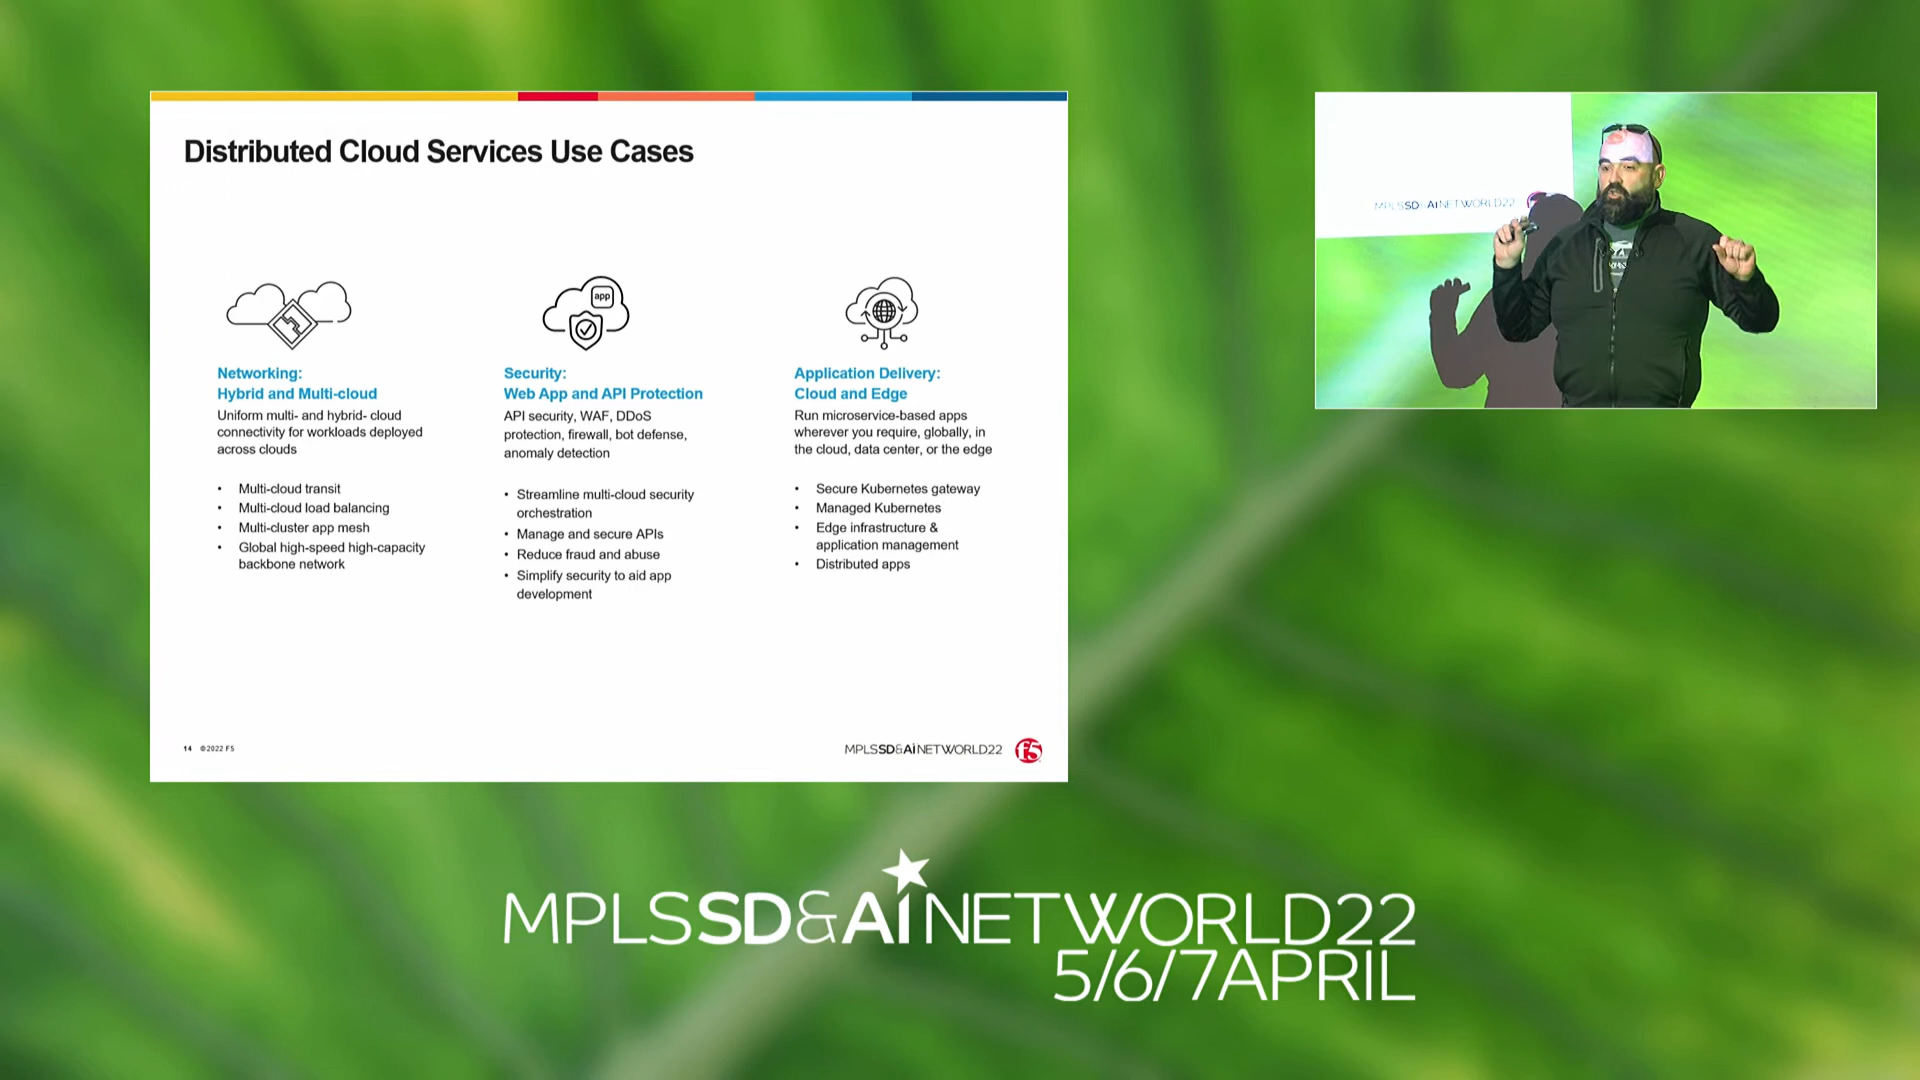 Distributed Cloud Services Use Cases
app
Networking:
Hybrid and Multi-cloud
Uniform multi- and hybrid- cloud
connectivity for workloads deployed
across clouds
• Multi-cloud transit
• Multi-cloud load balancing
• Multi-cluster app mesh
• Global high-speed high-capacity
backbone network
Security:
Web App and API Protection
API security, WAF, DDoS
protection, firewall, bot defense,
anomaly detection
• Streamline multi-cloud security
orchestration
• Manage and secure APIs
• Reduce fraud and abuse
• Simplify security to aid app
development
Application Delivery:
Cloud and Edge
Run microservice-based apps
wherever you require, globally, in
the cloud, data center, or the edge
• Secure Kubernetes gateway
• Managed Kubernetes
• Edge infrastructure &
application management
• Distributed apps
14 ©2022 F5
MPLSSD&AiNETWORLD22
f5
MPLSSD&AiNETWORLD22
MPLSSD&AiNETWORLD22
5/6/7APRIL